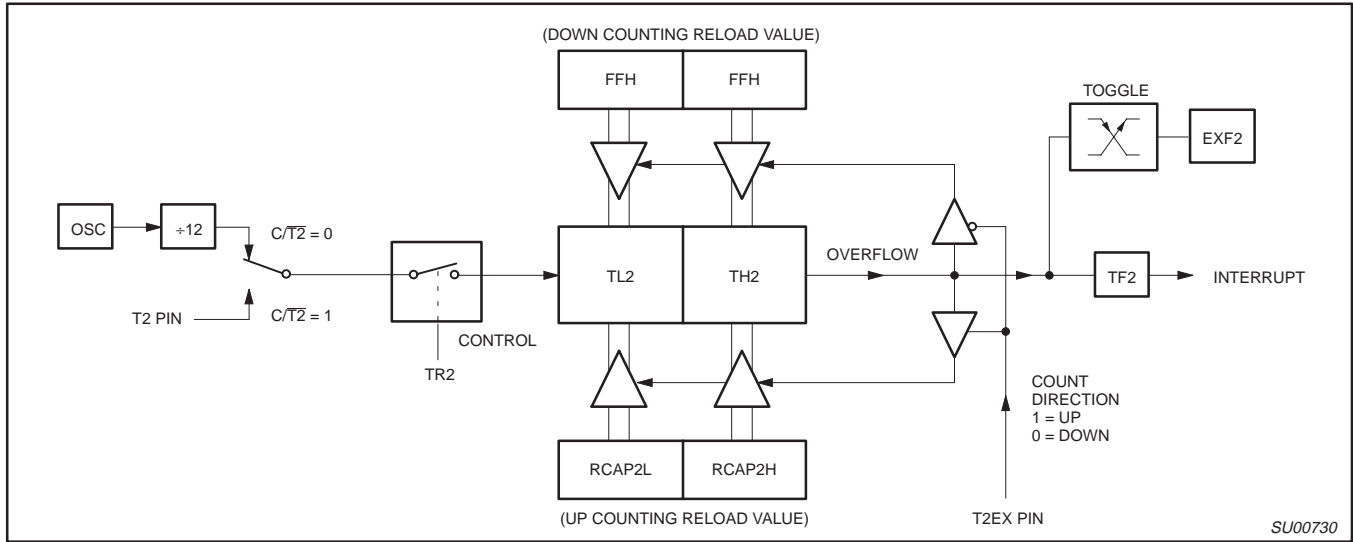 (DOWN COUNTING RELOAD VALUE)
FFH
FFH
TOGGLE
EXF2
OSC
÷12
C/T2̅ = 0
TL2
TH2
OVERFLOW
TF2
INTERRUPT
T2 PIN
C/T2̅ = 1
CONTROL
TR2
COUNT
DIRECTION
1 = UP
0 = DOWN
RCAP2L
RCAP2H
(UP COUNTING RELOAD VALUE)
T2EX PIN
SU00730